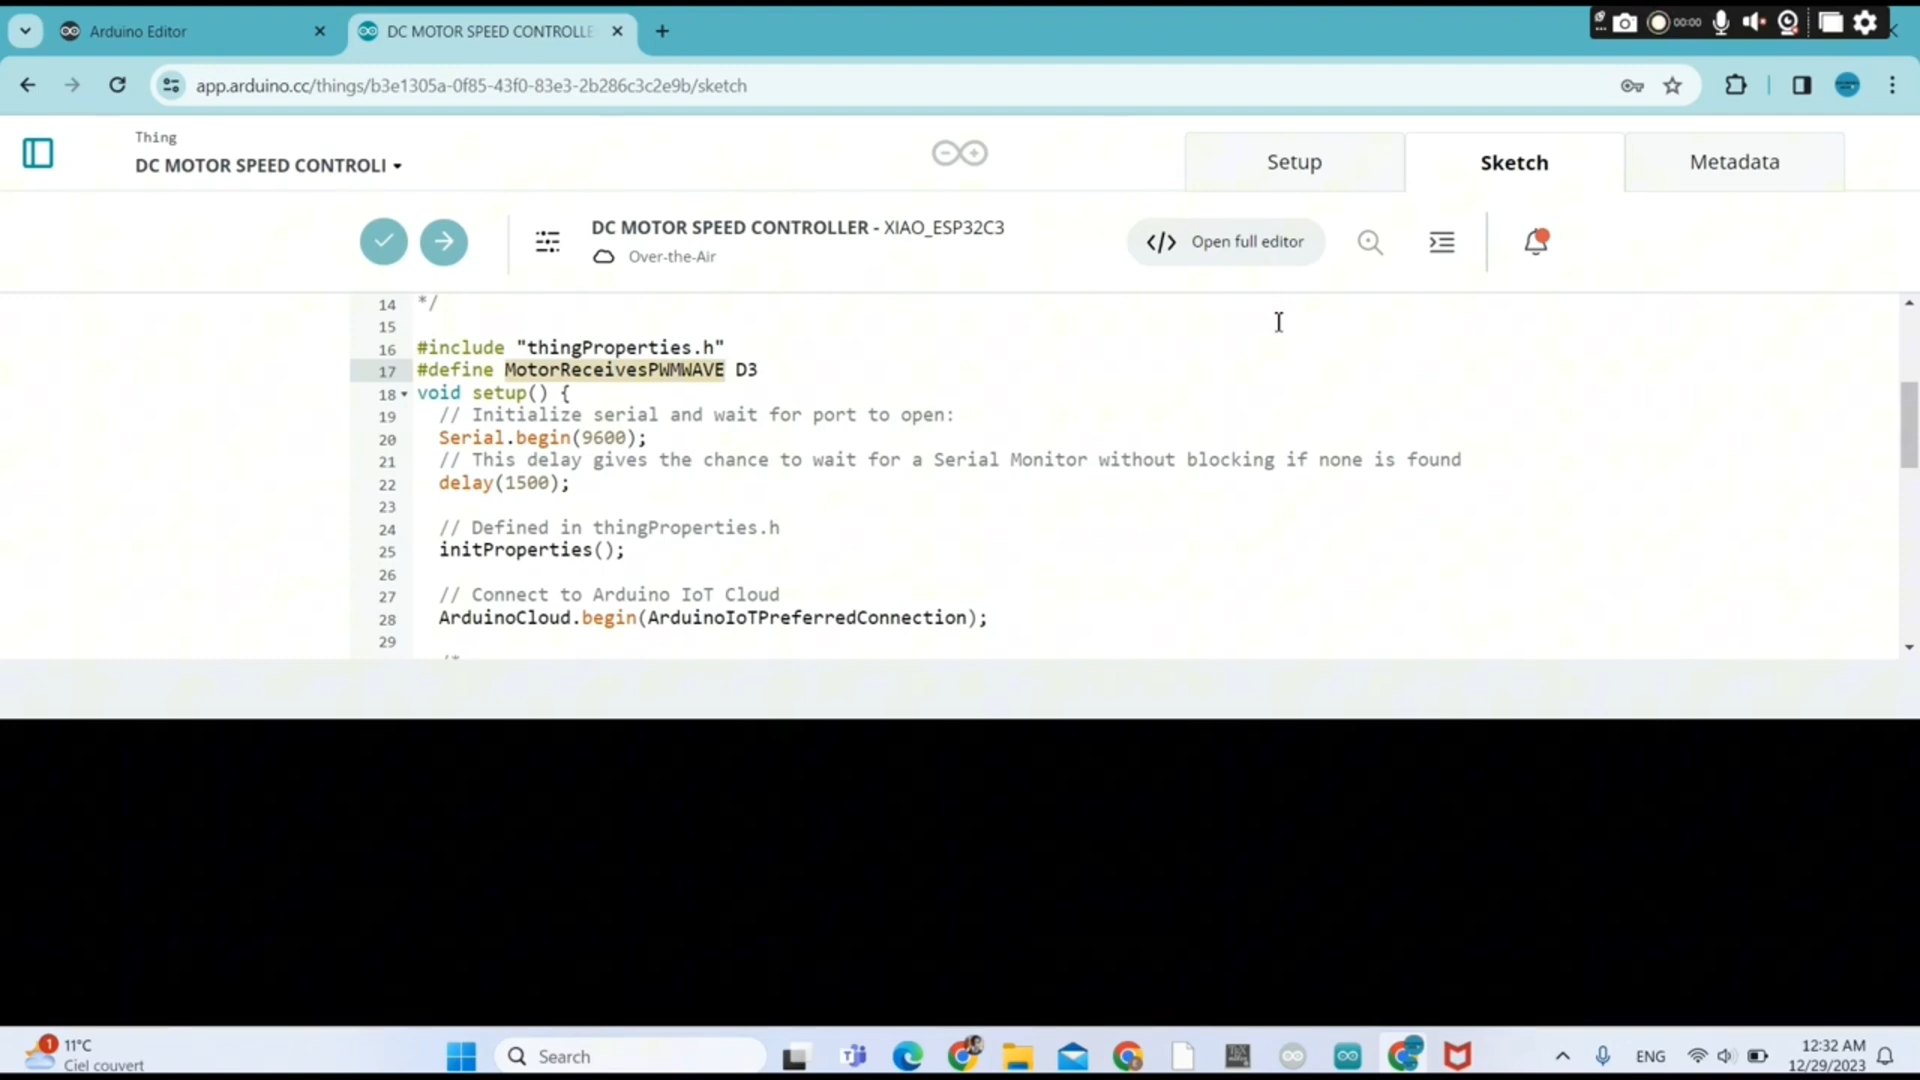 Arduino Editor
DC MOTOR SPEED CONTROLLE
00:00
app.arduino.cc/things/b3e1305a-0f85-43f0-83e3-2b286c3c2e9b/sketch
Thing
DC MOTOR SPEED CONTROLI
Setup
Sketch
Metadata
DC MOTOR SPEED CONTROLLER - XIAO_ESP32C3
Over-the-Air
</> Open full editor
14 */
15
16 #include "thingProperties.h"
17 #define MotorReceivesPWMWAVE D3
18 void setup() {
19 // Initialize serial and wait for port to open:
20 Serial.begin(9600);
21 // This delay gives the chance to wait for a Serial Monitor without blocking if none is found
22 delay(1500);
23
24 // Defined in thingProperties.h
25 initProperties();
26
27 // Connect to Arduino IoT Cloud
28 ArduinoCloud.begin(ArduinoIoTPreferredConnection);
29
/*
1
11°C
Ciel couvert
Search
ENG
12:32 AM
12/29/2023